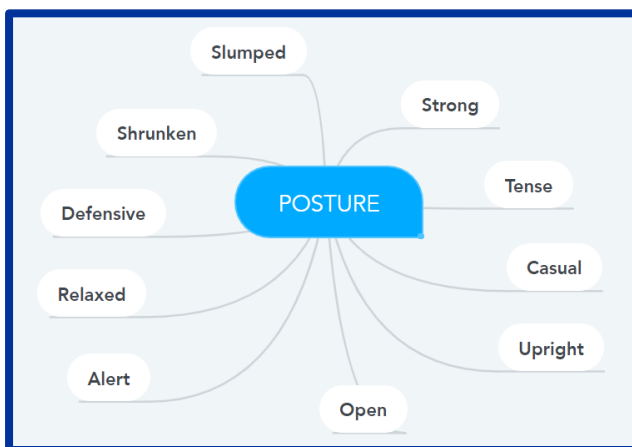 Slumped
Strong
Shrunken
Tense
POSTURE
Defensive
Casual
Relaxed
Upright
Alert
Open